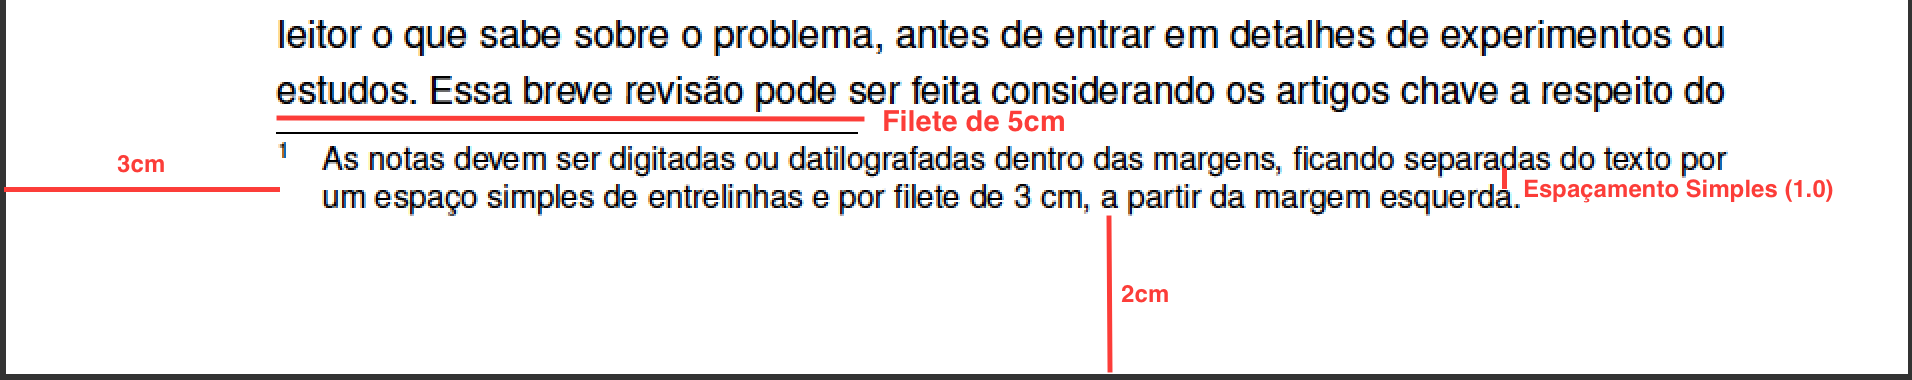 leitor o que sabe sobre o problema, antes de entrar em detalhes de experimentos ou
estudos. Essa breve revisão pode ser feita considerando os artigos chave a respeito do
Filete de 5cm
1 As notas devem ser digitadas ou datilografadas dentro das margens, ficando separadas do texto por
3cm
um espaço simples de entrelinhas e por filete de 3 cm, a partir da margem esquerda.
Espaçamento Simples (1.0)
2cm